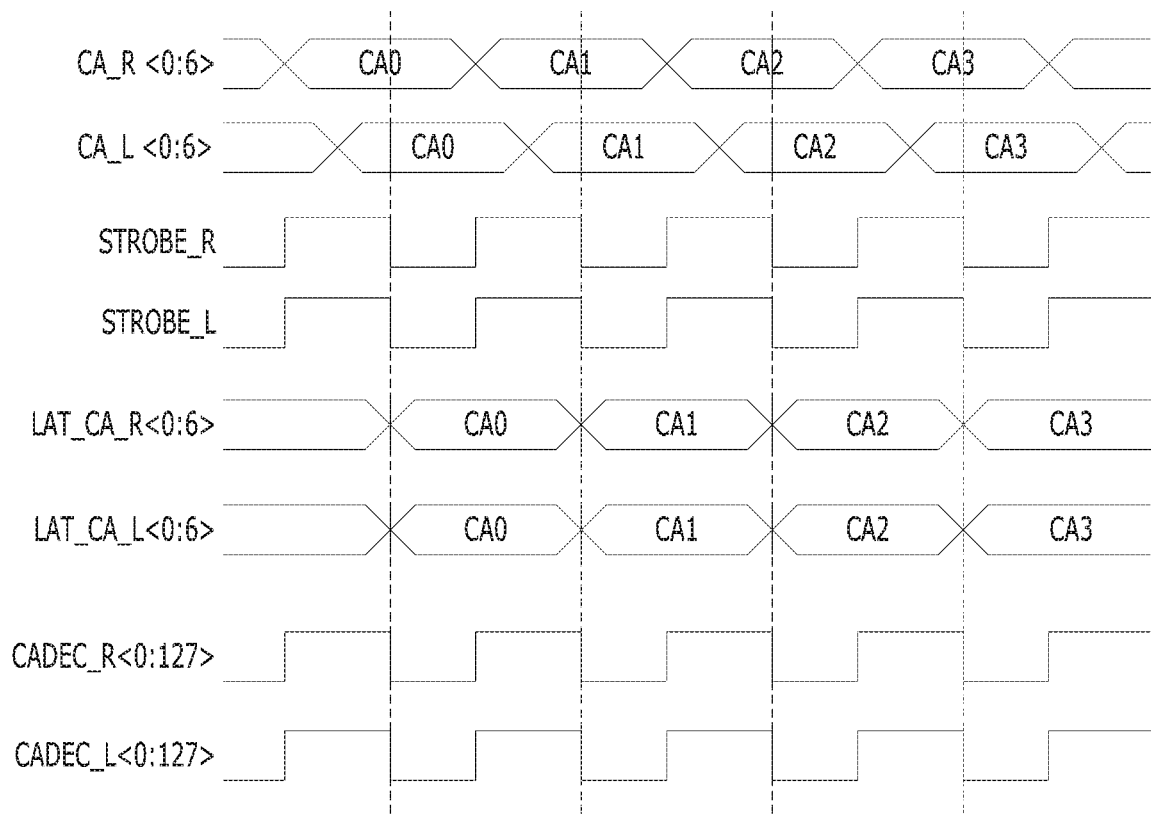 CA_R <0:6> CA0 CA1 CA2 CA3
CA_L <0:6> CA0 CA1 CA2 CA3
STROBE_R
STROBE_L
LAT_CA_R<0:6> CA0 CA1 CA2 CA3
LAT_CA_L<0:6> CA0 CA1 CA2 CA3
CADEC_R<0:127>
CADEC_L<0:127>